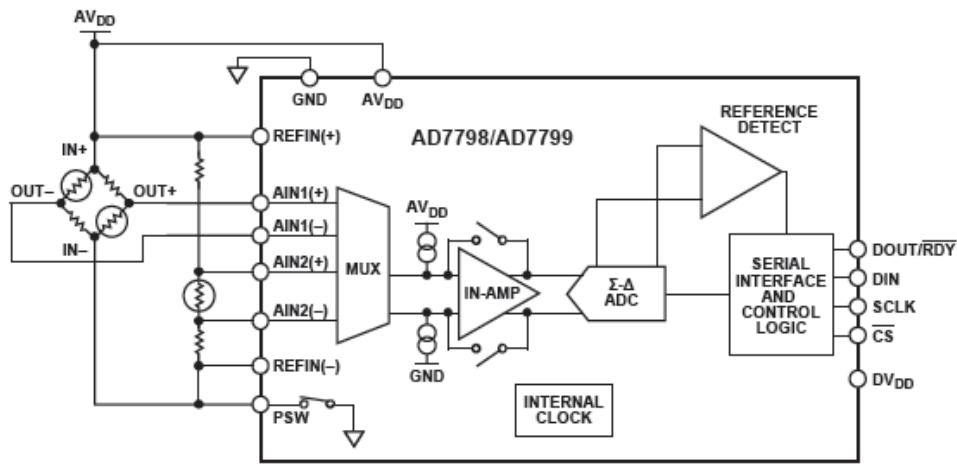 AVDD
GND
AVDD
REFIN(+)
AD7798/AD7799
REFERENCE
DETECT
IN+
OUT–
OUT+
IN–
AIN1(+)
AIN1(–)
AIN2(+)
AIN2(–)
REFIN(–)
PSW
MUX
AVDD
GND
IN-AMP
Σ-Δ
ADC
SERIAL
INTERFACE
AND
CONTROL
LOGIC
DOUT/RDY
DIN
SCLK
CS
DVDD
INTERNAL
CLOCK